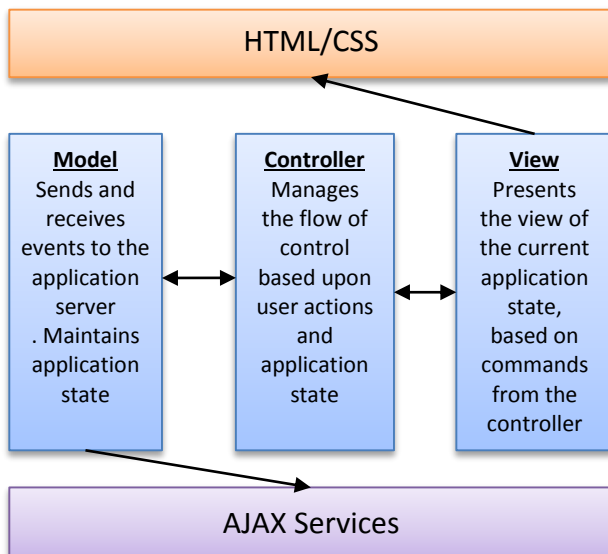 HTML/CSS
Model
Sends and
receives
events to the
application
server
. Maintains
application
state
Controller
Manages
the flow of
control
based upon
user actions
and
application
state
View
Presents
the view of
the current
application
state,
based on
commands
from the
controller
AJAX Services